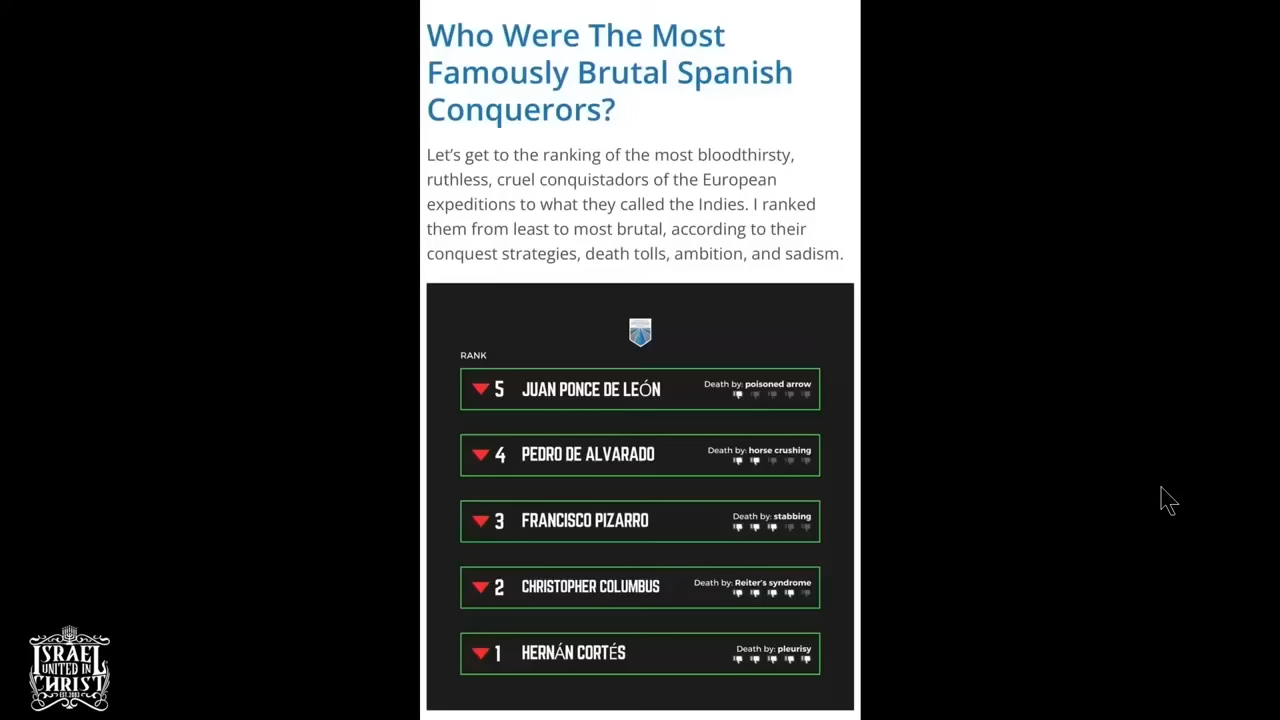 Who Were The Most
Famously Brutal Spanish
Conquerors?
Let's get to the ranking of the most bloodthirsty,
ruthless, cruel conquistadors of the European
expeditions to what they called the Indies. I ranked
them from least to most brutal, according to their
conquest strategies, death tolls, ambition, and sadism.
RANK
5 JUAN PONCE DE LEÓN Death by: poisoned arrow
4 PEDRO DE ALVARADO Death by: horse crushing
3 FRANCISCO PIZARRO Death by: stabbing
2 CHRISTOPHER COLUMBUS Death by: Reiter's syndrome
1 HERNÁN CORTÉS Death by: pleurisy
ISRAEL
UNITED IN
CHRIST
EST. 2003